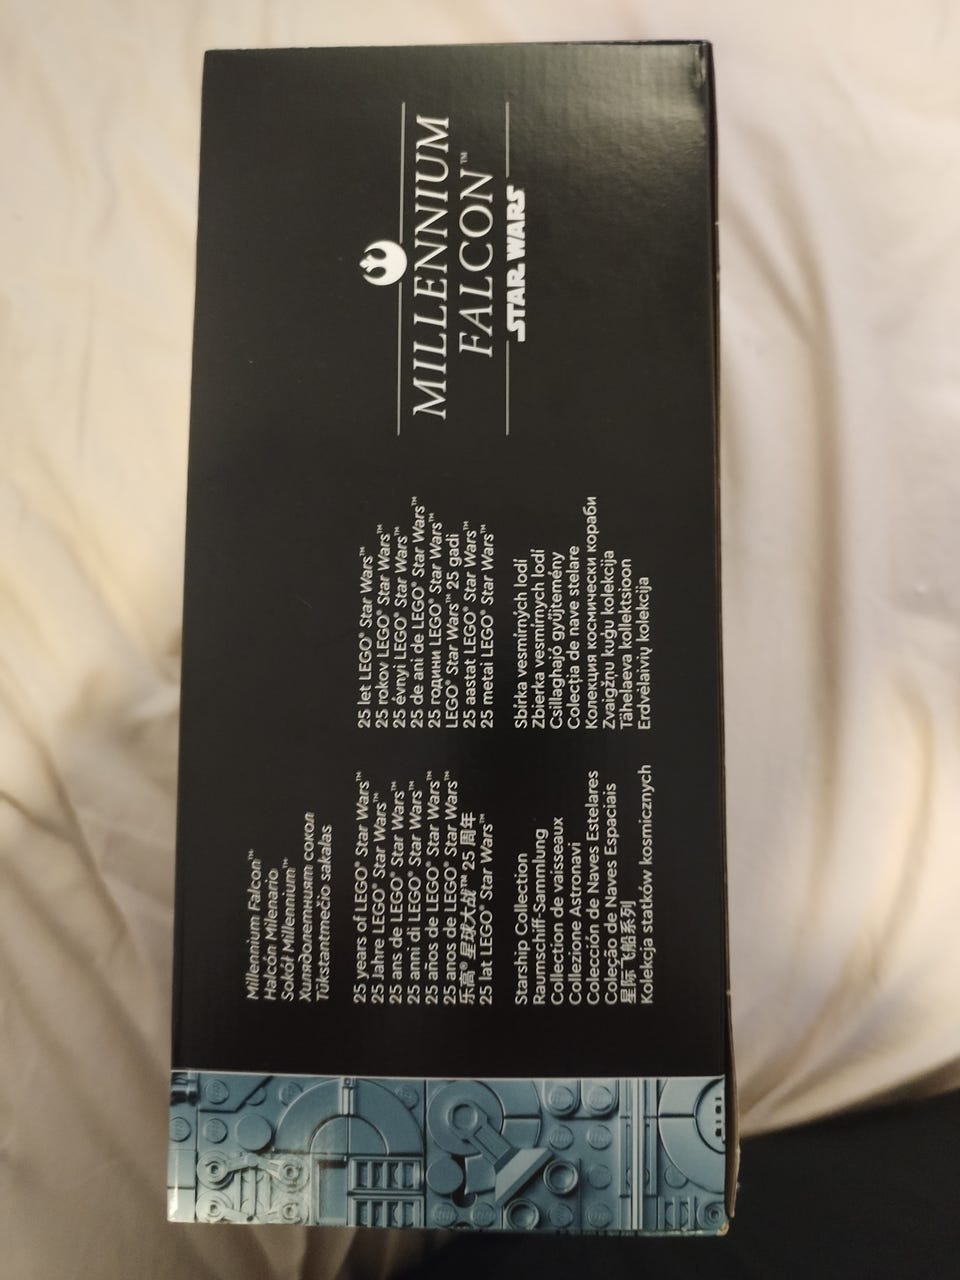 Millennium Falcon™
Halcón Milenario
Sokół Millennium™
Хилядолетният сокол
Tūkstantmečio sakalas
25 years of LEGO® Star Wars™
25 Jahre LEGO® Star Wars™
25 ans de LEGO® Star Wars™
25 anni di LEGO® Star Wars™
25 años de LEGO® Star Wars™
25 anos de LEGO® Star Wars™
乐高® 星球大战™ 25 周年
25 lat LEGO® Star Wars™
Starship Collection
Raumschiff-Sammlung
Collection de vaisseaux
Collezione Astronavi
Colección de Naves Estelares
Coleção de Naves Espaciais
星际飞船系列
Kolekcja statków kosmicznych
25 let LEGO® Star Wars™
25 rokov LEGO® Star Wars™
25 évnyi LEGO® Star Wars™
25 de ani de LEGO® Star Wars™
25 години LEGO® Star Wars™
LEGO® Star Wars™ 25 gadi
25 aastat LEGO® Star Wars™
25 metai LEGO® Star Wars™
Sbírka vesmírných lodí
Zbierka vesmírnych lodí
Csillaghajó gyűjtemény
Colecția de nave stelare
Колекция космически кораби
Zvaigžņu kuģu kolekcija
Tähelaeva kollektsioon
Erdvėlaivių kolekcija
MILLENNIUM
FALCON™
STAR WARS